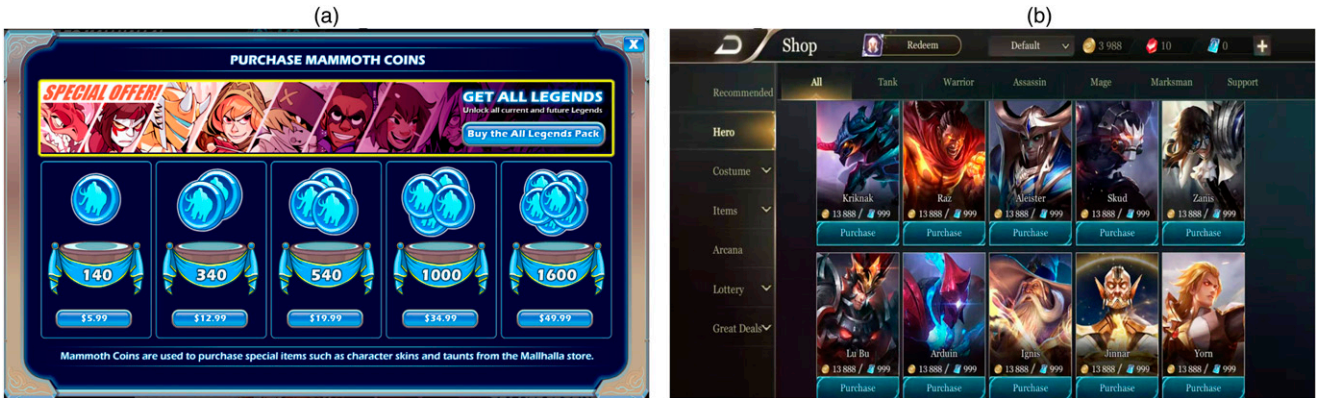 (a)
PURCHASE MAMMOTH COINS
X
SPECIAL OFFER!
GET ALL LEGENDS
Unlock all current and future Legends
Buy the All Legends Pack
140 340 540 1000 1600
$5.99 $12.99 $19.99 $34.99 $49.99
Mammoth Coins are used to purchase special items such as character skins and taunts from the Mallhalla store.
(b)
Shop Redeem Default 3 988 10 0 +
Recommended
Hero
Costume
Items
Arcana
Lottery
Great Deals
All Tank Warrior Assassin Mage Marksman Support
Kriknak Raz Aleister Skud Zanis
13 888 / 999 13 888 / 999 13 888 / 999 13 888 / 999 13 888 / 999
Purchase Purchase Purchase Purchase Purchase
Lu Bu Arduin Ignis Jinnar Yorn
13 888 / 999 13 888 / 999 13 888 / 999 13 888 / 999 13 888 / 999
Purchase Purchase Purchase Purchase Purchase